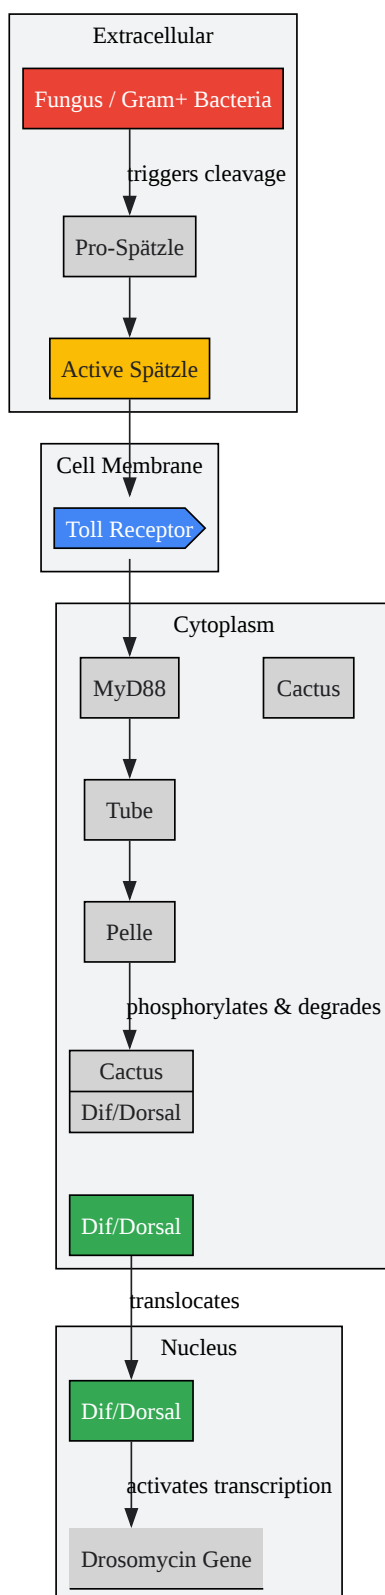 Extracellular
Fungus / Gram+ Bacteria
triggers cleavage
Pro-Spätzle
Active Spätzle
Cell Membrane
Toll Receptor
Cytoplasm
MyD88
Cactus
Tube
Pelle
phosphorylates & degrades
Cactus
Dif/Dorsal
Dif/Dorsal
translocates
Nucleus
Dif/Dorsal
activates transcription
Drosomycin Gene